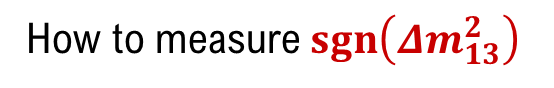 How to measure sgn(Δm²₁₃)